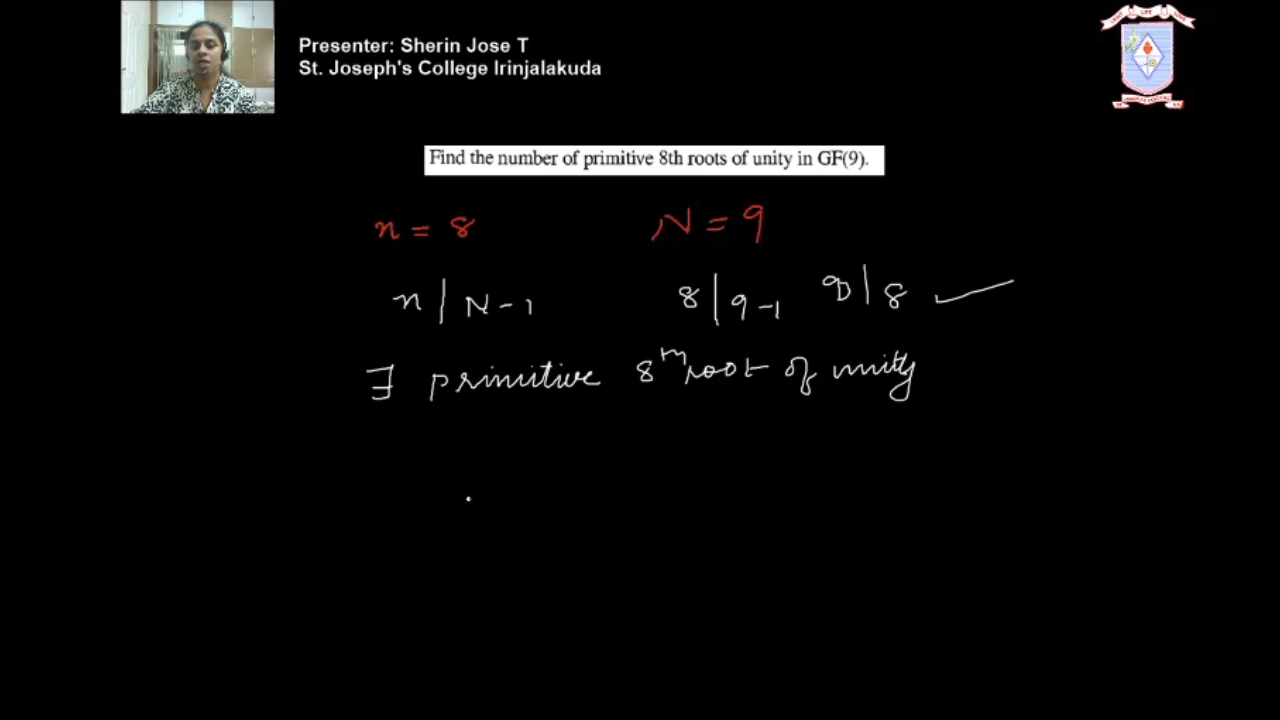 Presenter: Sherin Jose T
St. Joseph's College Irinjalakuda
Find the number of primitive 8th roots of unity in GF(9).
n = 8 N = 9
n | N - 1 8 | 9 - 1 8 | 8 ✓
∃ primitive 8th root of unity